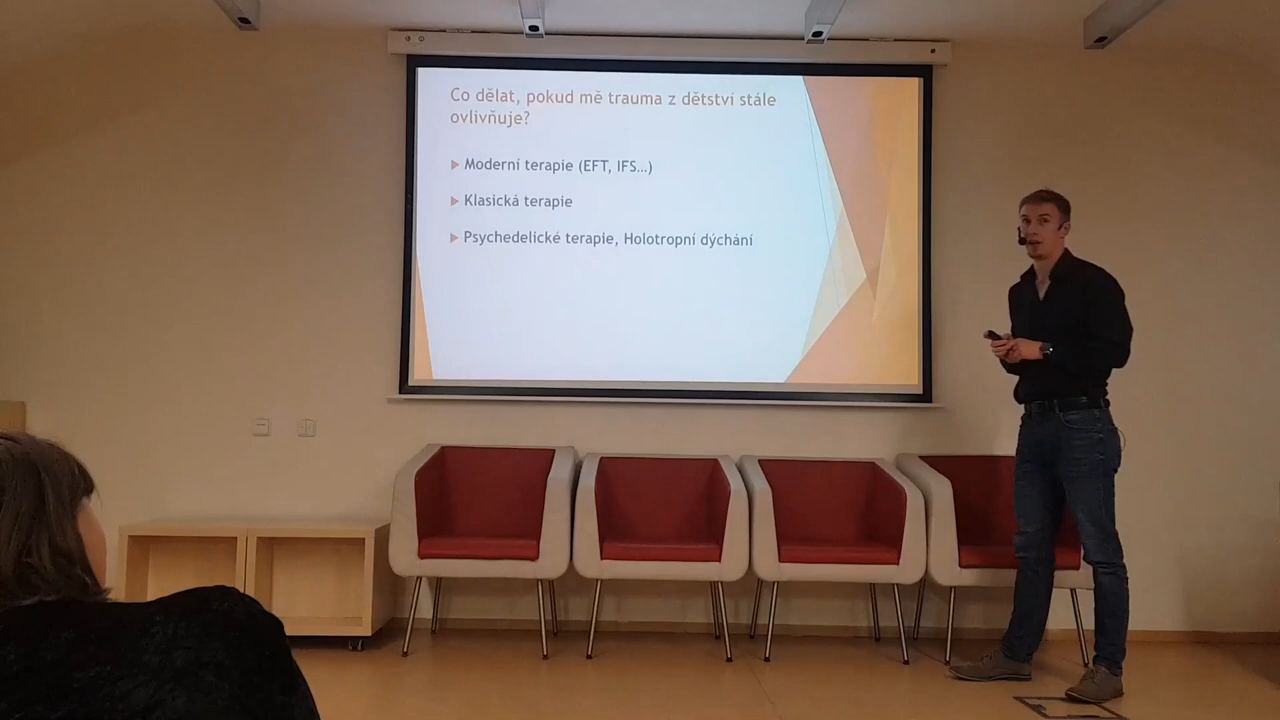 Co dělat, pokud mě trauma z dětství stále
ovlivňuje?
Moderní terapie (EFT, IFS…)
Klasická terapie
Psychedelické terapie, Holotropní dýchání